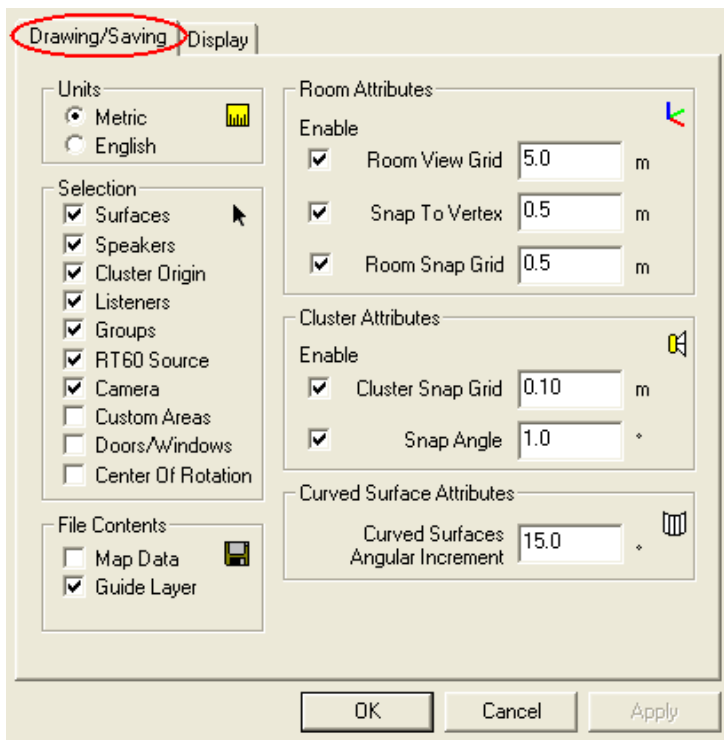 Drawing/Saving
Display
Units
Metric
English
Selection
Surfaces
Speakers
Cluster Origin
Listeners
Groups
RT60 Source
Camera
Custom Areas
Doors/Windows
Center Of Rotation
File Contents
Map Data
Guide Layer
Room Attributes
Enable
Room View Grid 5.0 m
Snap To Vertex 0.5 m
Room Snap Grid 0.5 m
Cluster Attributes
Enable
Cluster Snap Grid 0.10 m
Snap Angle 1.0 °
Curved Surface Attributes
Curved Surfaces
Angular Increment 15.0 °
OK Cancel Apply